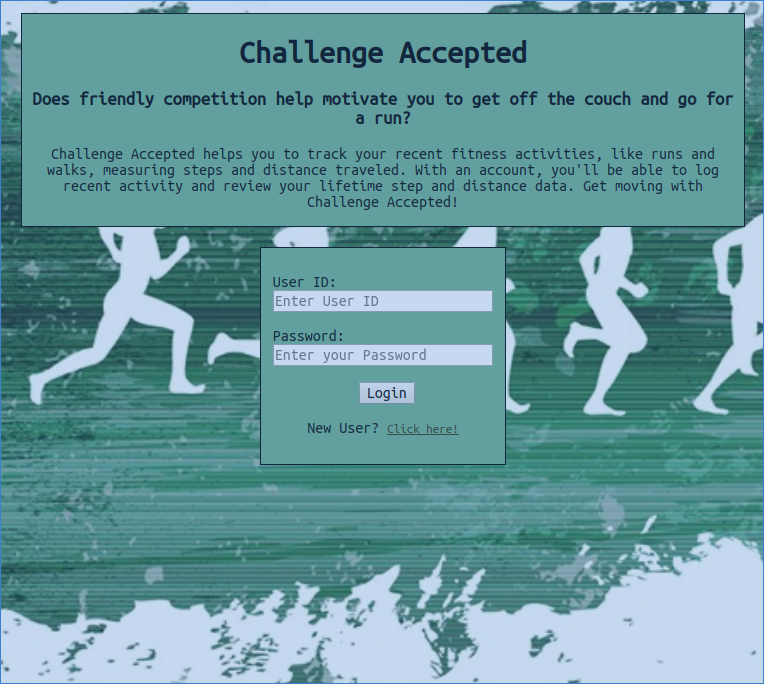 Challenge Accepted
Does friendly competition help motivate you to get off the couch and go for
a run?
Challenge Accepted helps you to track your recent fitness activities, like runs and
walks, measuring steps and distance traveled. With an account, you'll be able to log
recent activity and review your lifetime step and distance data. Get moving with
Challenge Accepted!
User ID:
Enter User ID
Password:
Enter your Password
Login
New User? Click here!